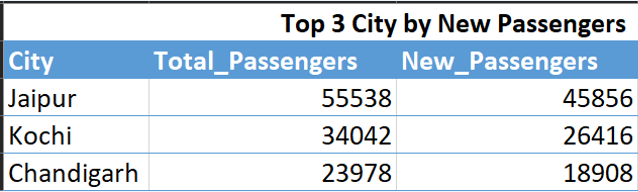 Top 3 City by New Passengers
City Total_Passengers New_Passengers
Jaipur 55538 45856
Kochi 34042 26416
Chandigarh 23978 18908